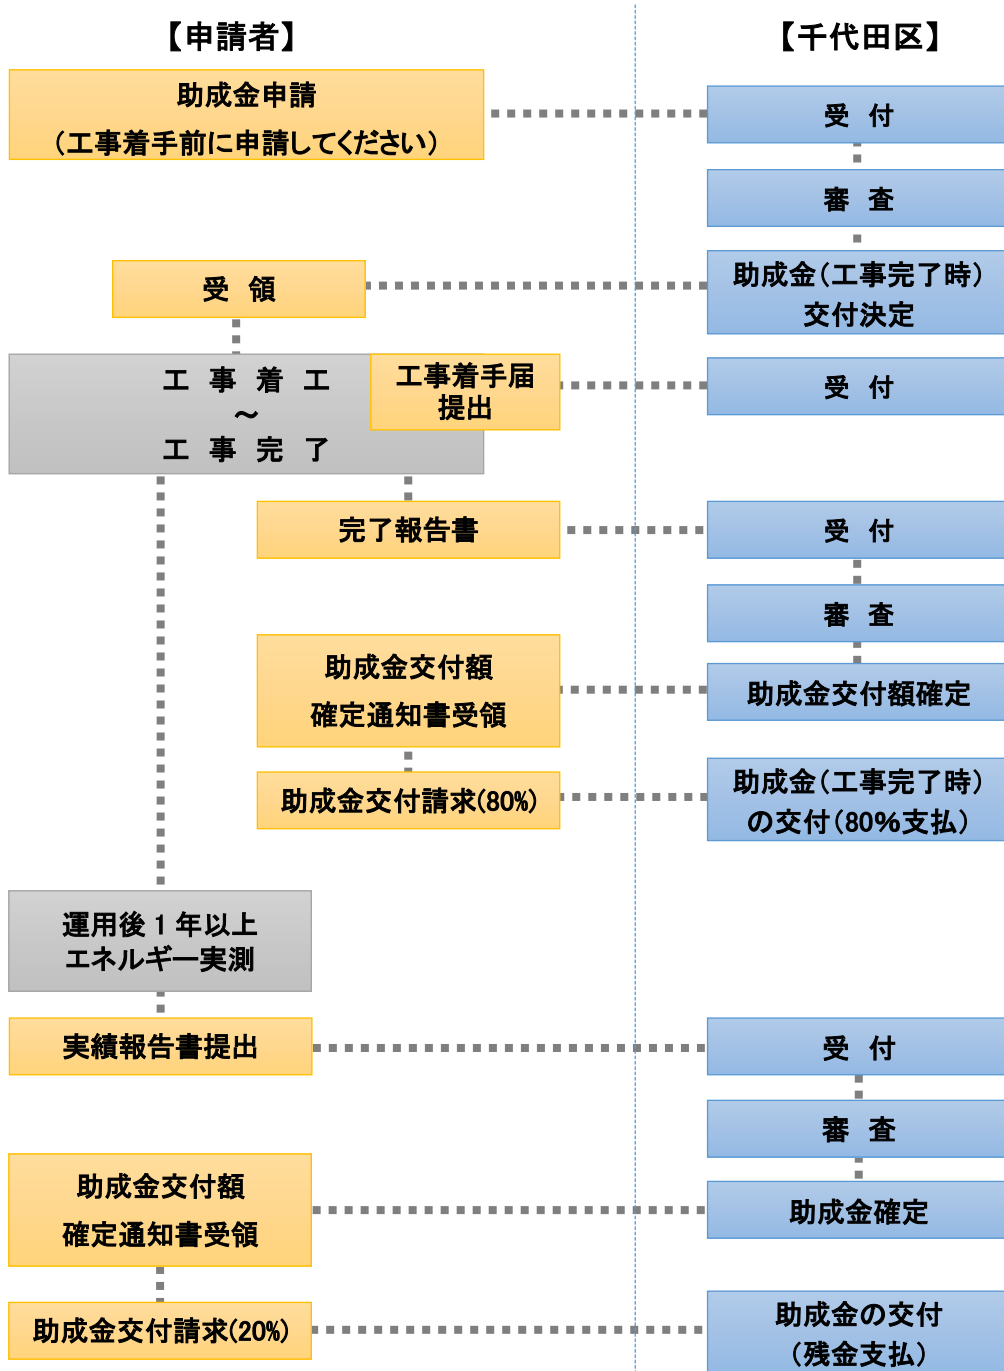 【申請者】
【千代田区】
助成金申請
（工事着手前に申請してください）
受　付
審　査
助成金（工事完了時）
交付決定
受　領
工　事　着　工
～
工　事　完　了
工事着手届
提出
受　付
完了報告書
受　付
審　査
助成金交付額確定
助成金交付額
確定通知書受領
助成金交付請求(80%)
助成金（工事完了時）
の交付（80％支払）
運用後１年以上
エネルギー実測
実績報告書提出
受　付
審　査
助成金確定
助成金交付額
確定通知書受領
助成金交付請求(20%)
助成金の交付
（残金支払）